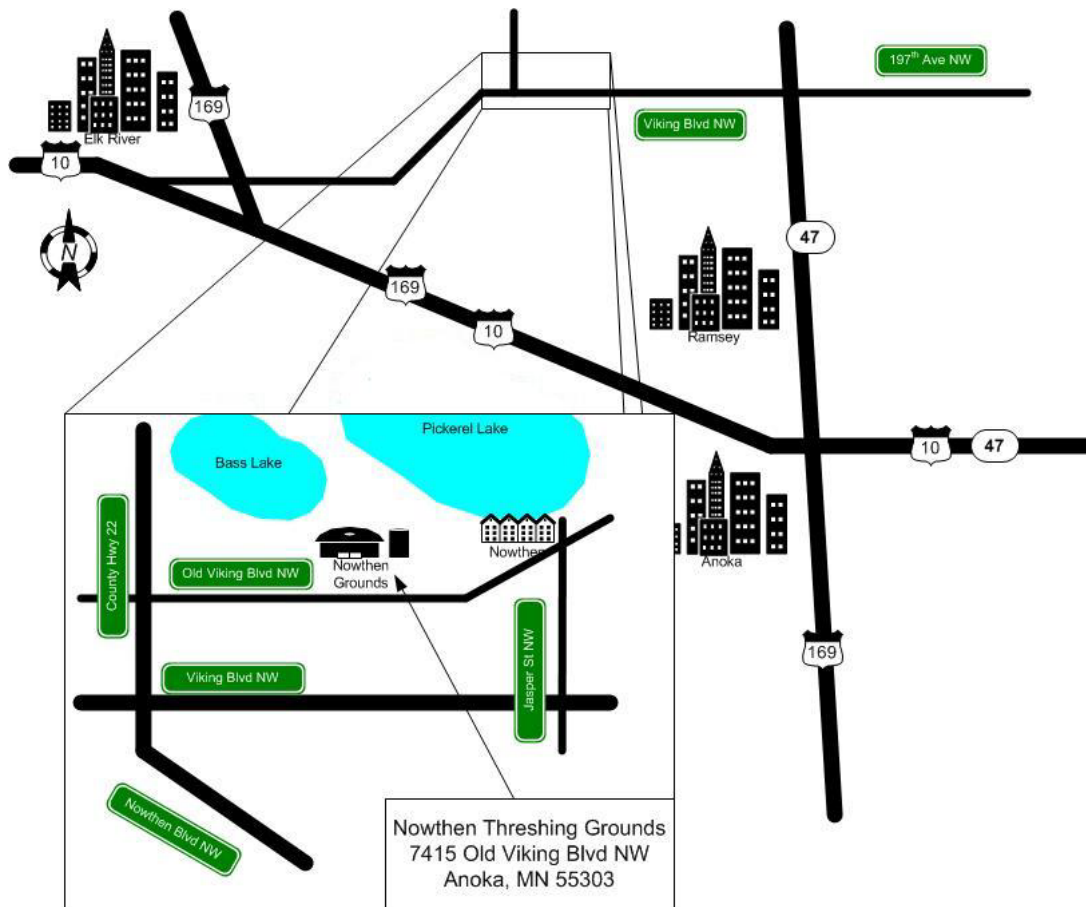 197th Ave NW
169
Viking Blvd NW
Elk River
10
N
47
169
10
Ramsey
Pickerel Lake
Bass Lake
10
47
County Hwy 22
Nowthen
Anoka
Old Viking Blvd NW
Nowthen
Grounds
Jasper St NW
169
Viking Blvd NW
Nowthen Blvd NW
Nowthen Threshing Grounds
7415 Old Viking Blvd NW
Anoka, MN 55303